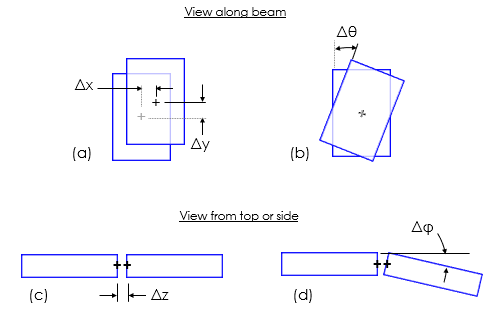 View along beam
Δx
Δy
(a)
Δθ
(b)
View from top or side
Δz
(c)
Δφ
(d)